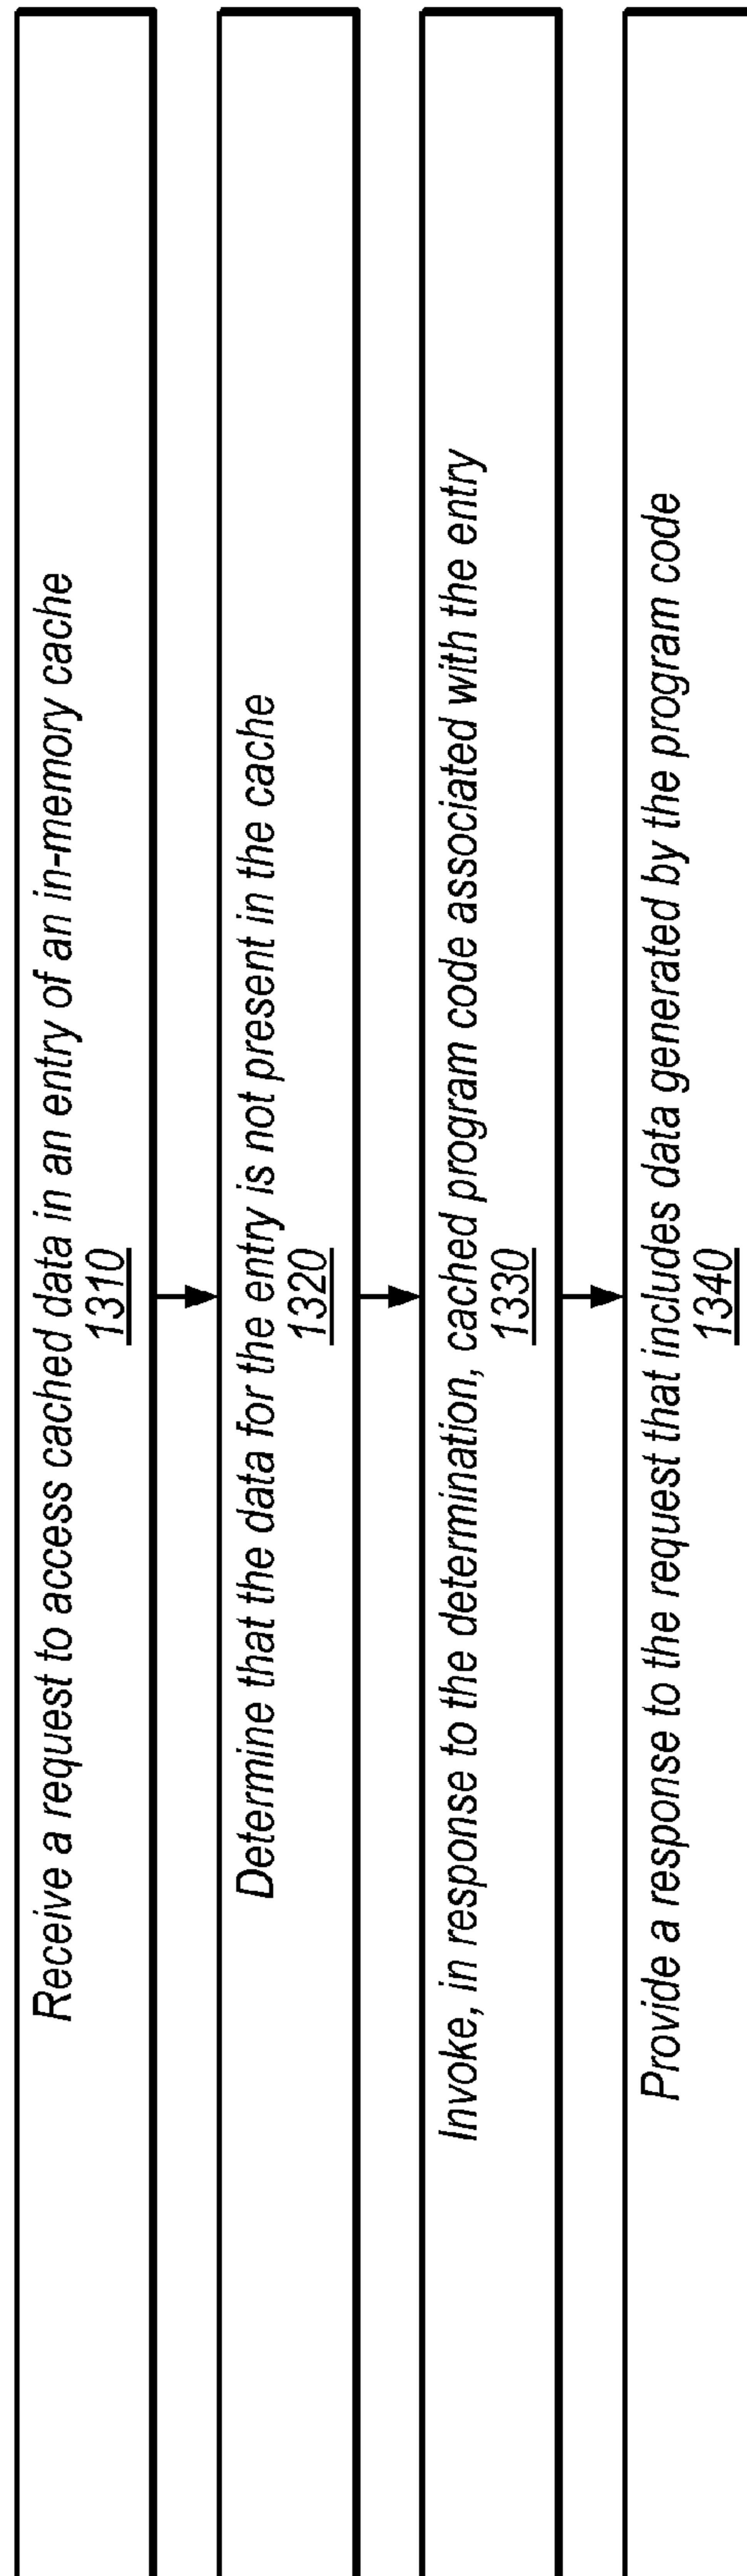 Receive a request to access cached data in an entry of an in-memory cache
1310
Determine that the data for the entry is not present in the cache
1320
Invoke, in response to the determination, cached program code associated with the entry
1330
Provide a response to the request that includes data generated by the program code
1340